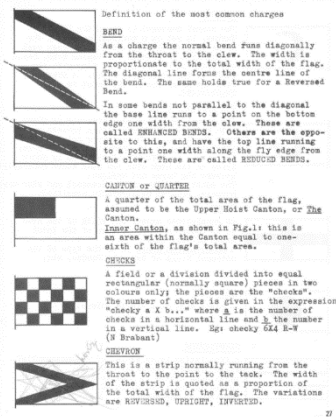 Definition of the most common charges
BEND
As a charge the normal bend runs diagonally
from the throat to the clew. The width is
proportionate to the total width of the flag.
The diagonal line forms the centre line of
the bend. The same holds true for a Reversed
Bend.
In some bends not parallel to the diagonal
the base line runs to a point on the bottom
edge one width from the clew. These are
called ENHANCED BENDS. Others are the oppo-
site to this, and have the top line running
to a point one width along the fly edge from
the clew. These are called REDUCED BENDS.
CANTON or QUARTER
A quarter of the total area of the flag,
assumed to be the Upper Hoist Canton, or The
Canton.
Inner Canton, as shown in Fig.1: this is
an area within the Canton equal to one-
sixth of the flag's total area.
CHECKS
A field or a division divided into equal
rectangular (normally square) pieces in two
colours only; the pieces are the "checks".
The number of checks is given in the expression
"checky a X b..." where a is the number of
checks in a horizontal line and b the number
in a vertical line. Eg: checky 6X4 R-W
(N Brabant)
CHEVRON
This is a strip normally running from the
throat to the point to the tack. The width
of the strip is quoted as a proportion of
the total width of the flag. The variations
are REVERSED, UPRIGHT, INVERTED.
27